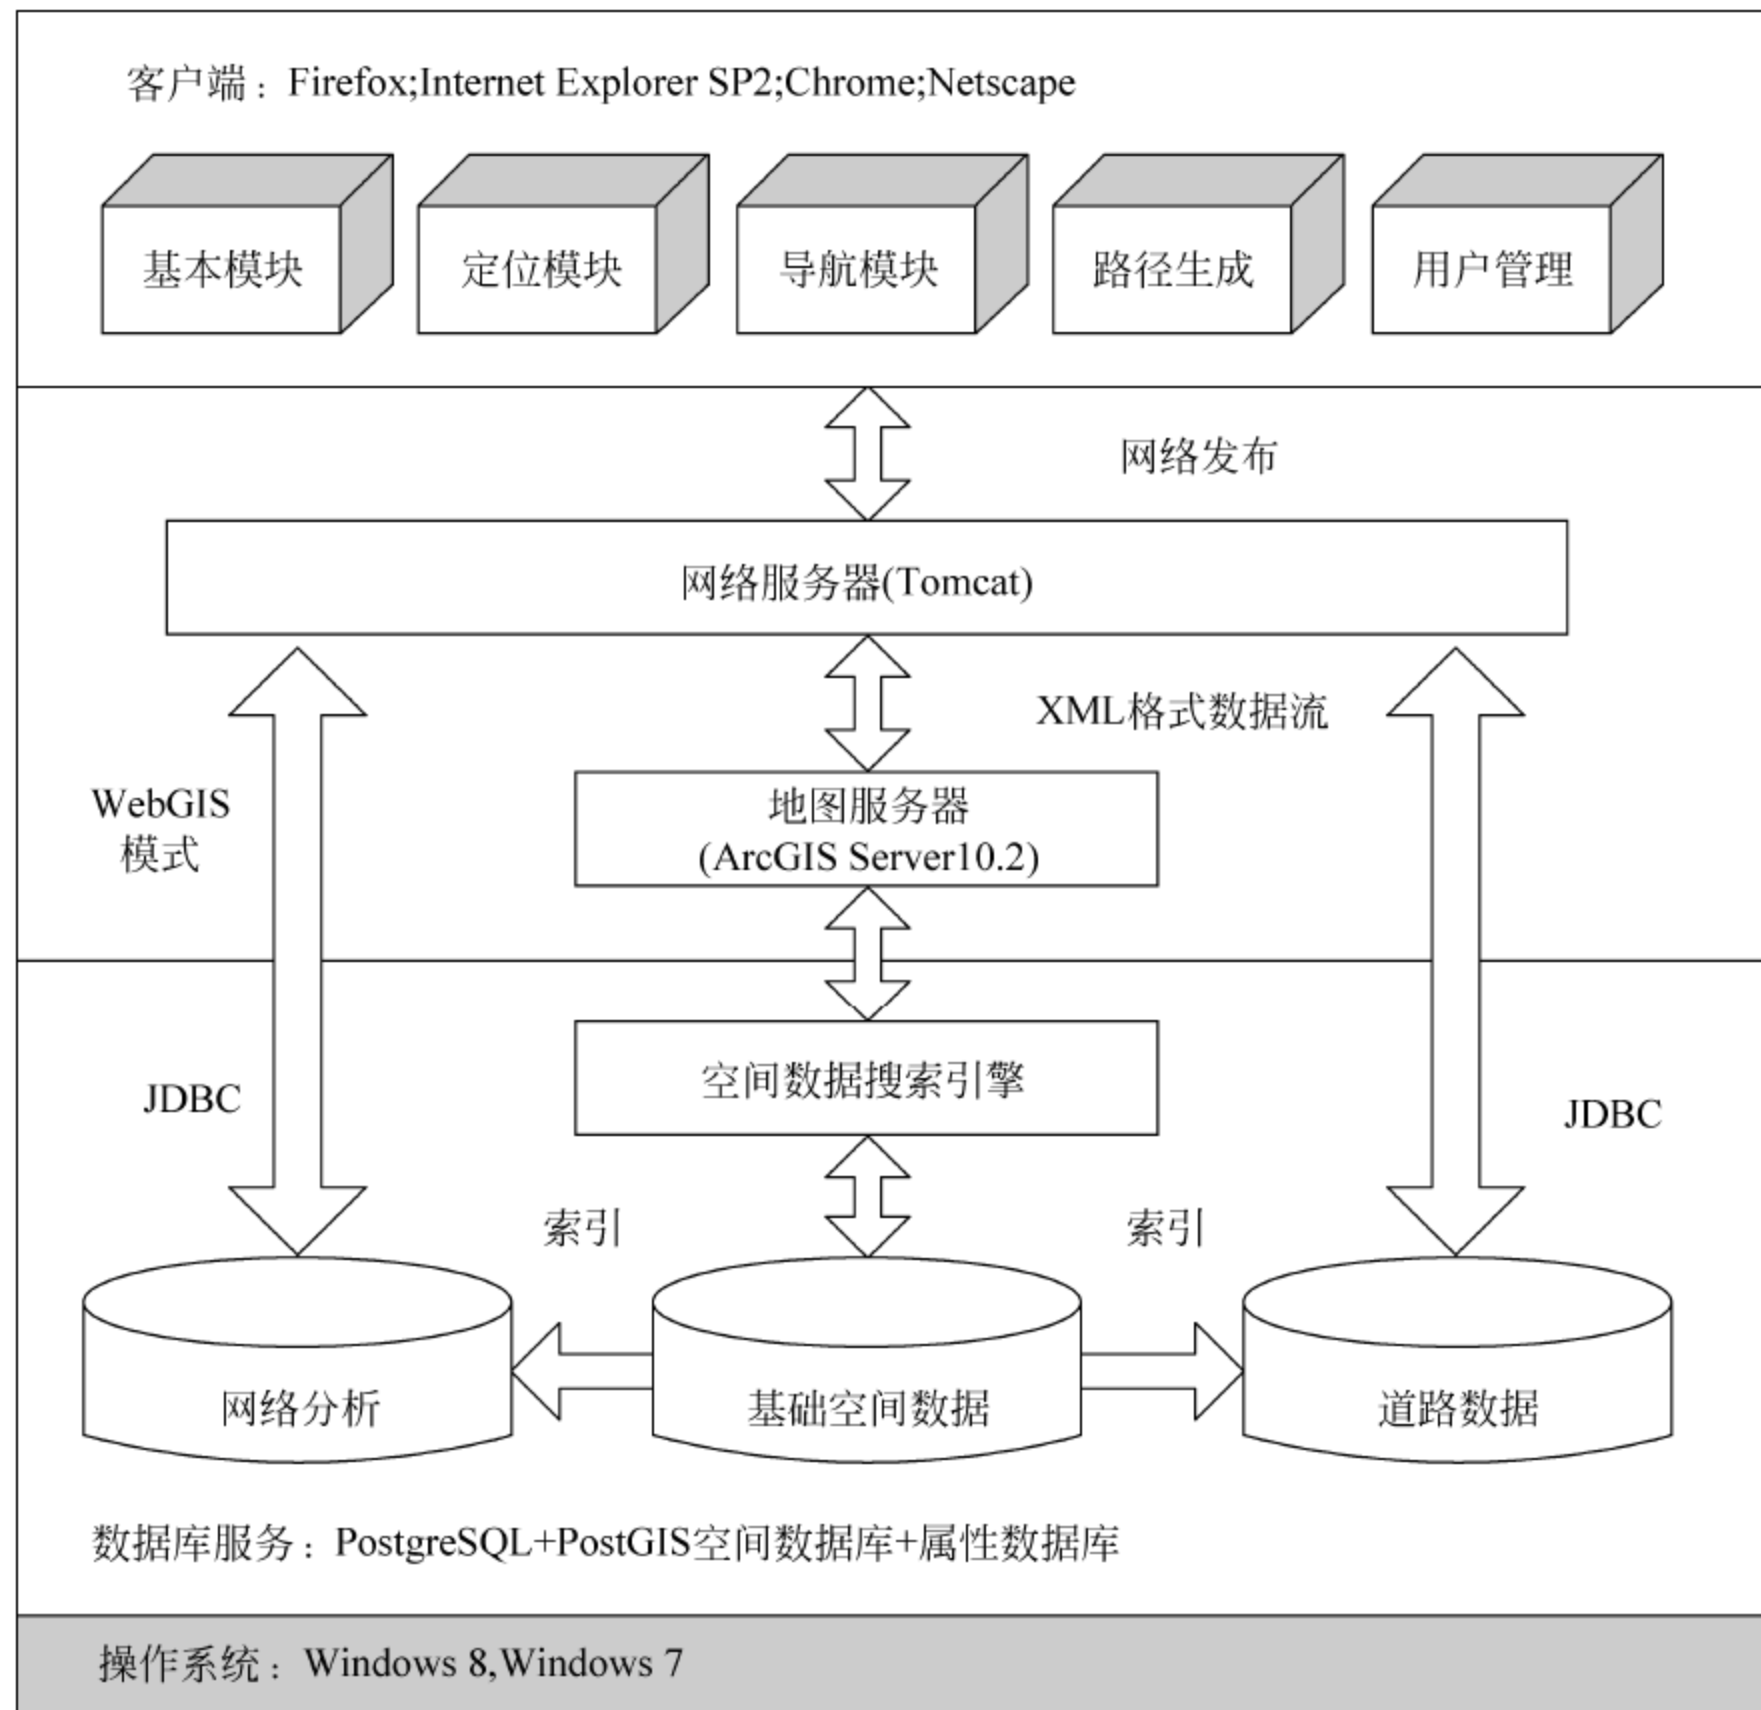 客户端：Firefox;Internet Explorer SP2;Chrome;Netscape
基本模块
定位模块
导航模块
路径生成
用户管理
网络发布
网络服务器(Tomcat)
XML格式数据流
WebGIS
模式
地图服务器
(ArcGIS Server10.2)
空间数据搜索引擎
JDBC
JDBC
索引
索引
网络分析
基础空间数据
道路数据
数据库服务：PostgreSQL+PostGIS空间数据库+属性数据库
操作系统：Windows 8,Windows 7